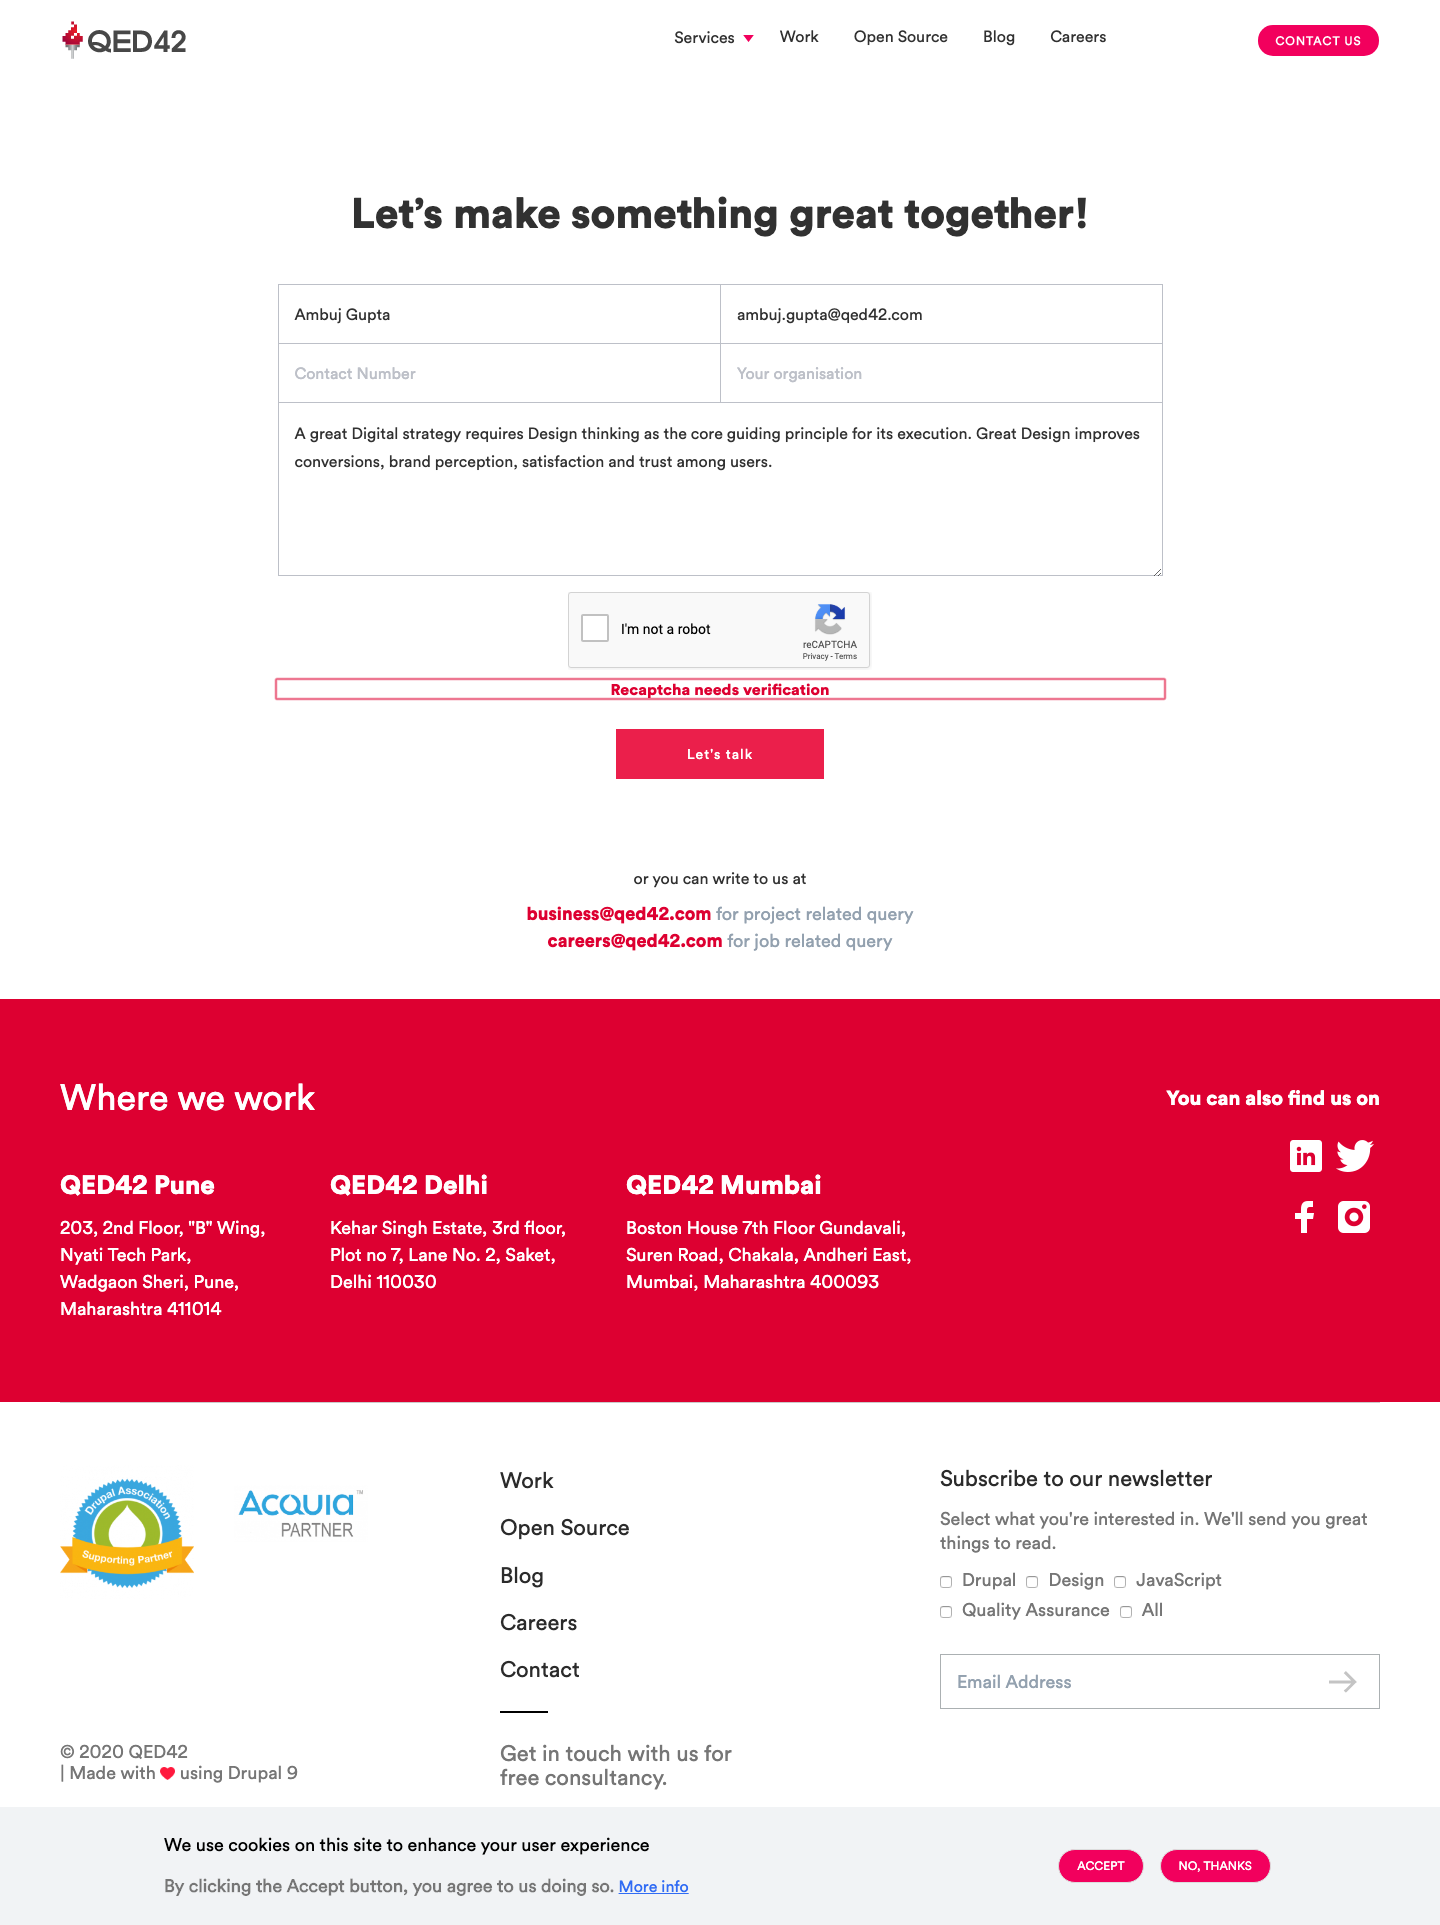 QED42
Services Work Open Source Blog Careers
CONTACT US
Let’s make something great together!
Ambuj Gupta
ambuj.gupta@qed42.com
Contact Number
Your organisation
A great Digital strategy requires Design thinking as the core guiding principle for its execution. Great Design improves
conversions, brand perception, satisfaction and trust among users.
I'm not a robot
reCAPTCHA
Privacy - Terms
Recaptcha needs verification
Let's talk
or you can write to us at
business@qed42.com for project related query
careers@qed42.com for job related query
Where we work
You can also find us on
QED42 Pune
203, 2nd Floor, "B" Wing,
Nyati Tech Park,
Wadgaon Sheri, Pune,
Maharashtra 411014
QED42 Delhi
Kehar Singh Estate, 3rd floor,
Plot no 7, Lane No. 2, Saket,
Delhi 110030
QED42 Mumbai
Boston House 7th Floor Gundavali,
Suren Road, Chakala, Andheri East,
Mumbai, Maharashtra 400093
in
Drupal Association
Supporting Partner
ACQUIA™
PARTNER
© 2020 QED42
| Made with ❤ using Drupal 9
Work
Open Source
Blog
Careers
Contact
Get in touch with us for
free consultancy.
Subscribe to our newsletter
Select what you're interested in. We'll send you great
things to read.
Drupal Design JavaScript
Quality Assurance All
Email Address
We use cookies on this site to enhance your user experience
By clicking the Accept button, you agree to us doing so. More info
ACCEPT
NO, THANKS